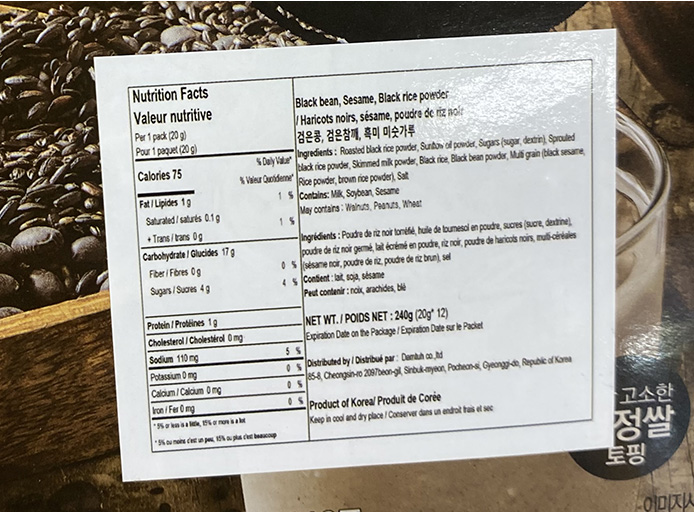 Nutrition Facts
Valeur nutritive
Per 1 pack (20 g)
Pour 1 paquet (20 g)
% Daily Value*
Calories 75
% Valeur Quotidienne*
Fat / Lipides 1 g
1 %
Saturated / saturés 0.1 g
1 %
+ Trans / trans 0 g
Carbohydrate / Glucides 17 g
Fiber / Fibres 0 g
0 %
Sugars / Sucres 4 g
4 %
Protein / Protéines 1 g
Cholesterol / Cholestérol 0 mg
Sodium 110 mg
5 %
Potassium 0 mg
0 %
Calcium / Calcium 0 mg
0 %
Iron / Fer 0 mg
0 %
* 5% or less is a little, 15% or more is a lot
* 5% ou moins c'est un peu, 15% ou plus c'est beaucoup
Black bean, Sesame, Black rice powder
/ Haricots noirs, sésame, poudre de riz noir
검은콩, 검은참깨, 흑미 미숫가루
Ingredients : Roasted black rice powder, Sunflow oil powder, Sugars (sugar, dextrin), Sprouted
black rice powder, Skimmed milk powder, Black rice, Black bean powder, Multi grain (black sesame,
Rice powder, brown rice powder), Salt
Contains: Milk, Soybean, Sesame
May contains : Walnuts, Peanuts, Wheat
Ingrédients : Poudre de riz noir torréfié, huile de tournesol en poudre, sucres (sucre, dextrine),
poudre de riz noir germé, lait écrémé en poudre, riz noir, poudre de haricots noirs, multi-céréales
(sésame noir, poudre de riz, poudre de riz brun), sel
Contient : lait, soja, sésame
Peut contenir : noix, arachides, blé
NET WT. / POIDS NET : 240g (20g* 12)
Expiration Date on the Package / Expiration Date sur le Packet
Distributed by / Distribué par : Damtuh co.,ltd
85-8, Cheongsin-ro 2097beon-gil, Sinbuk-myeon, Pocheon-si, Gyeonggi-do, Republic of Korea
Product of Korea/ Produit de Corée
Keep in cool and dry place / Conserver dans un endroit frais et sec
고소한
정쌀
토핑
이미지